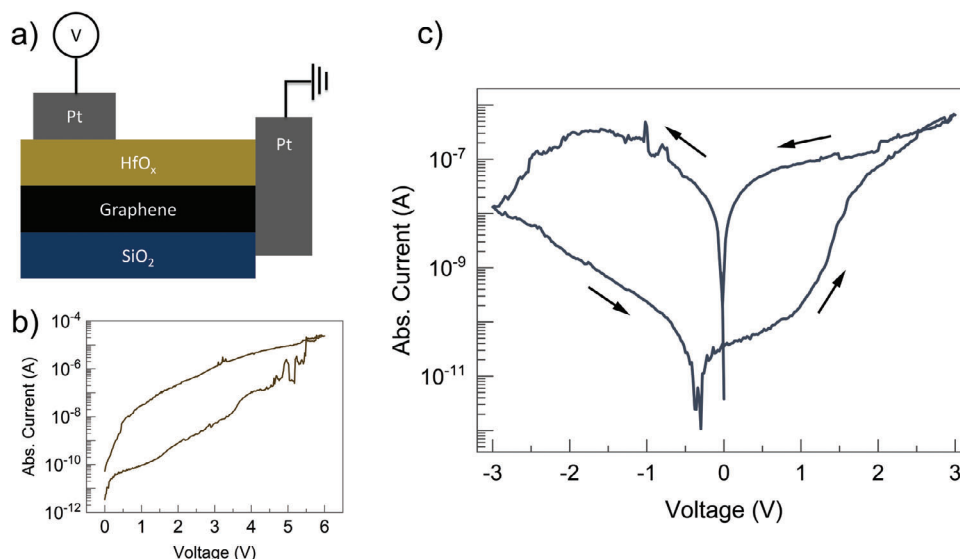 a)
V
Pt
Pt
HfOₓ
Graphene
SiO₂
b)
Abs. Current (A)
10⁻⁴
10⁻⁶
10⁻⁸
10⁻¹⁰
10⁻¹²
0 1 2 3 4 5 6
Voltage (V)
c)
Abs. Current (A)
10⁻⁷
10⁻⁹
10⁻¹¹
-3 -2 -1 0 1 2 3
Voltage (V)